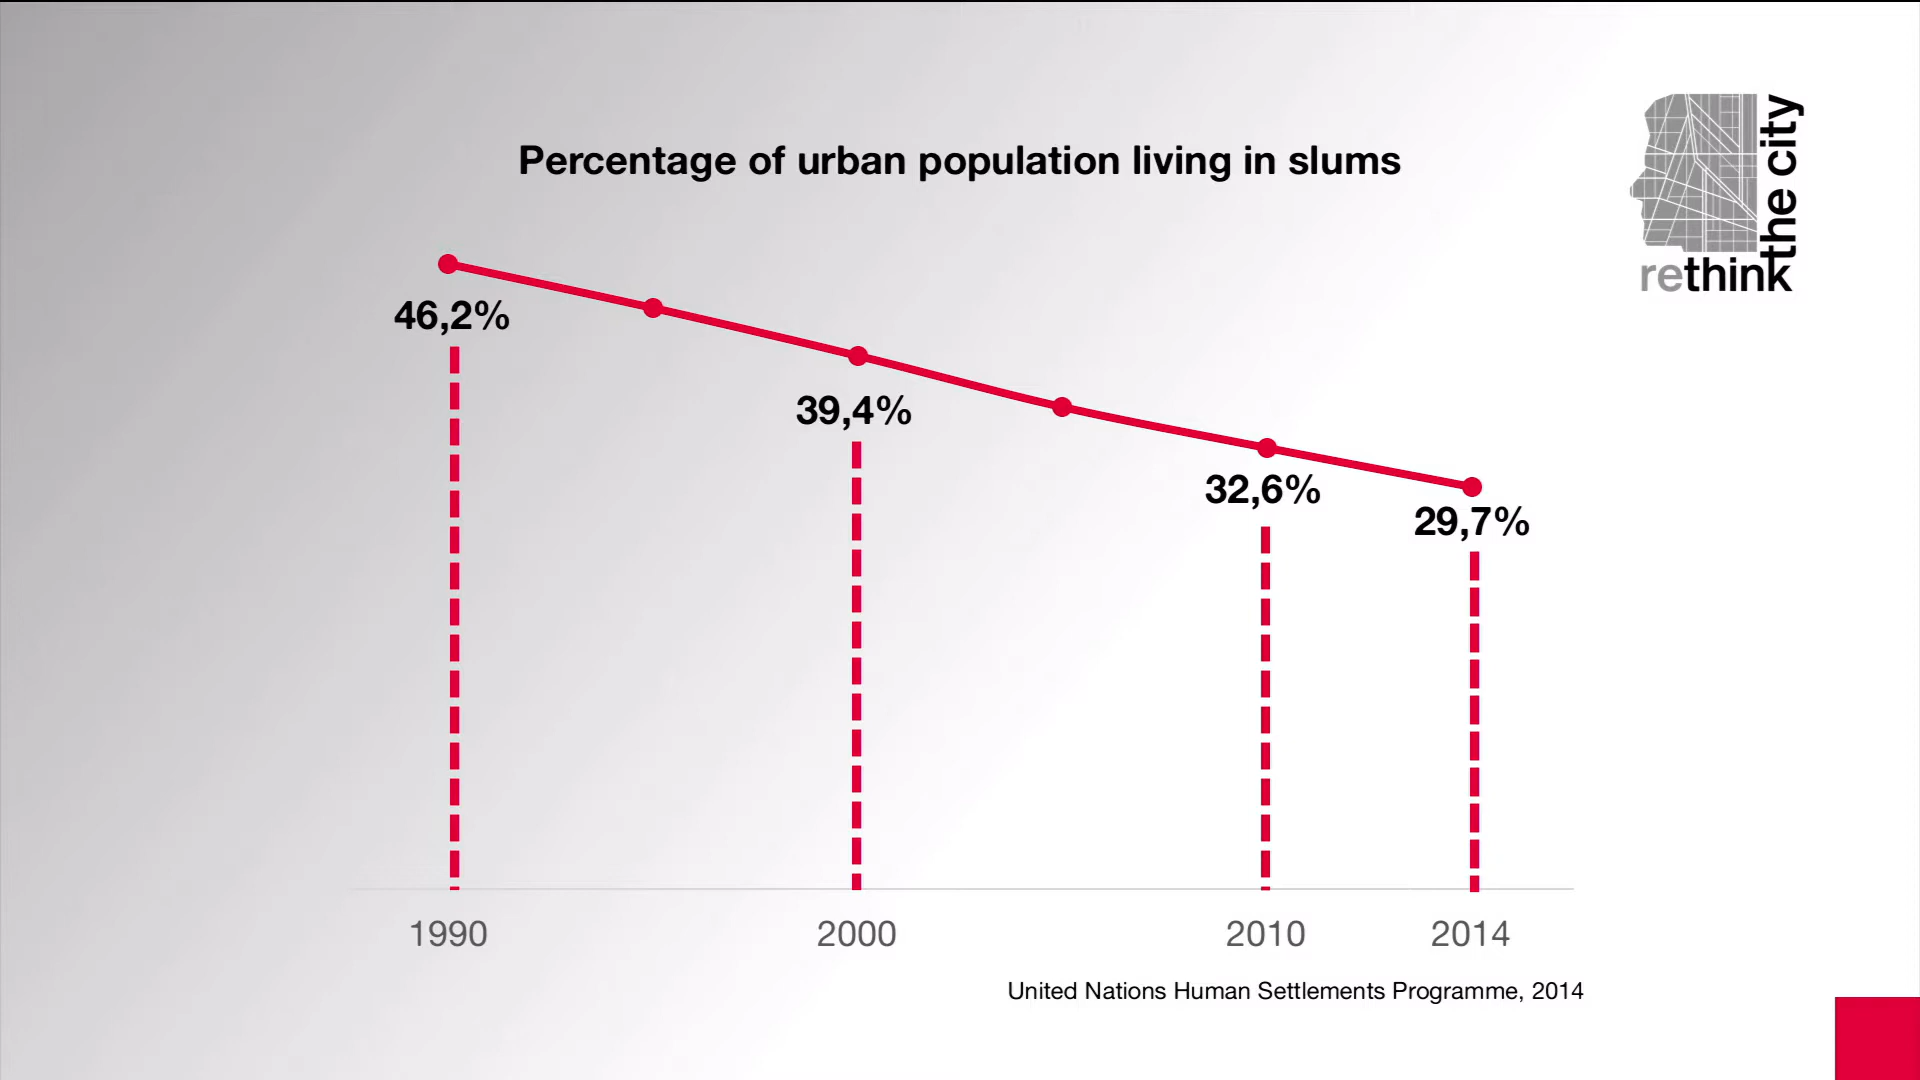 Percentage of urban population living in slums
the city
rethink
46,2%
39,4%
32,6%
29,7%
1990
2000
2010
2014
United Nations Human Settlements Programme, 2014